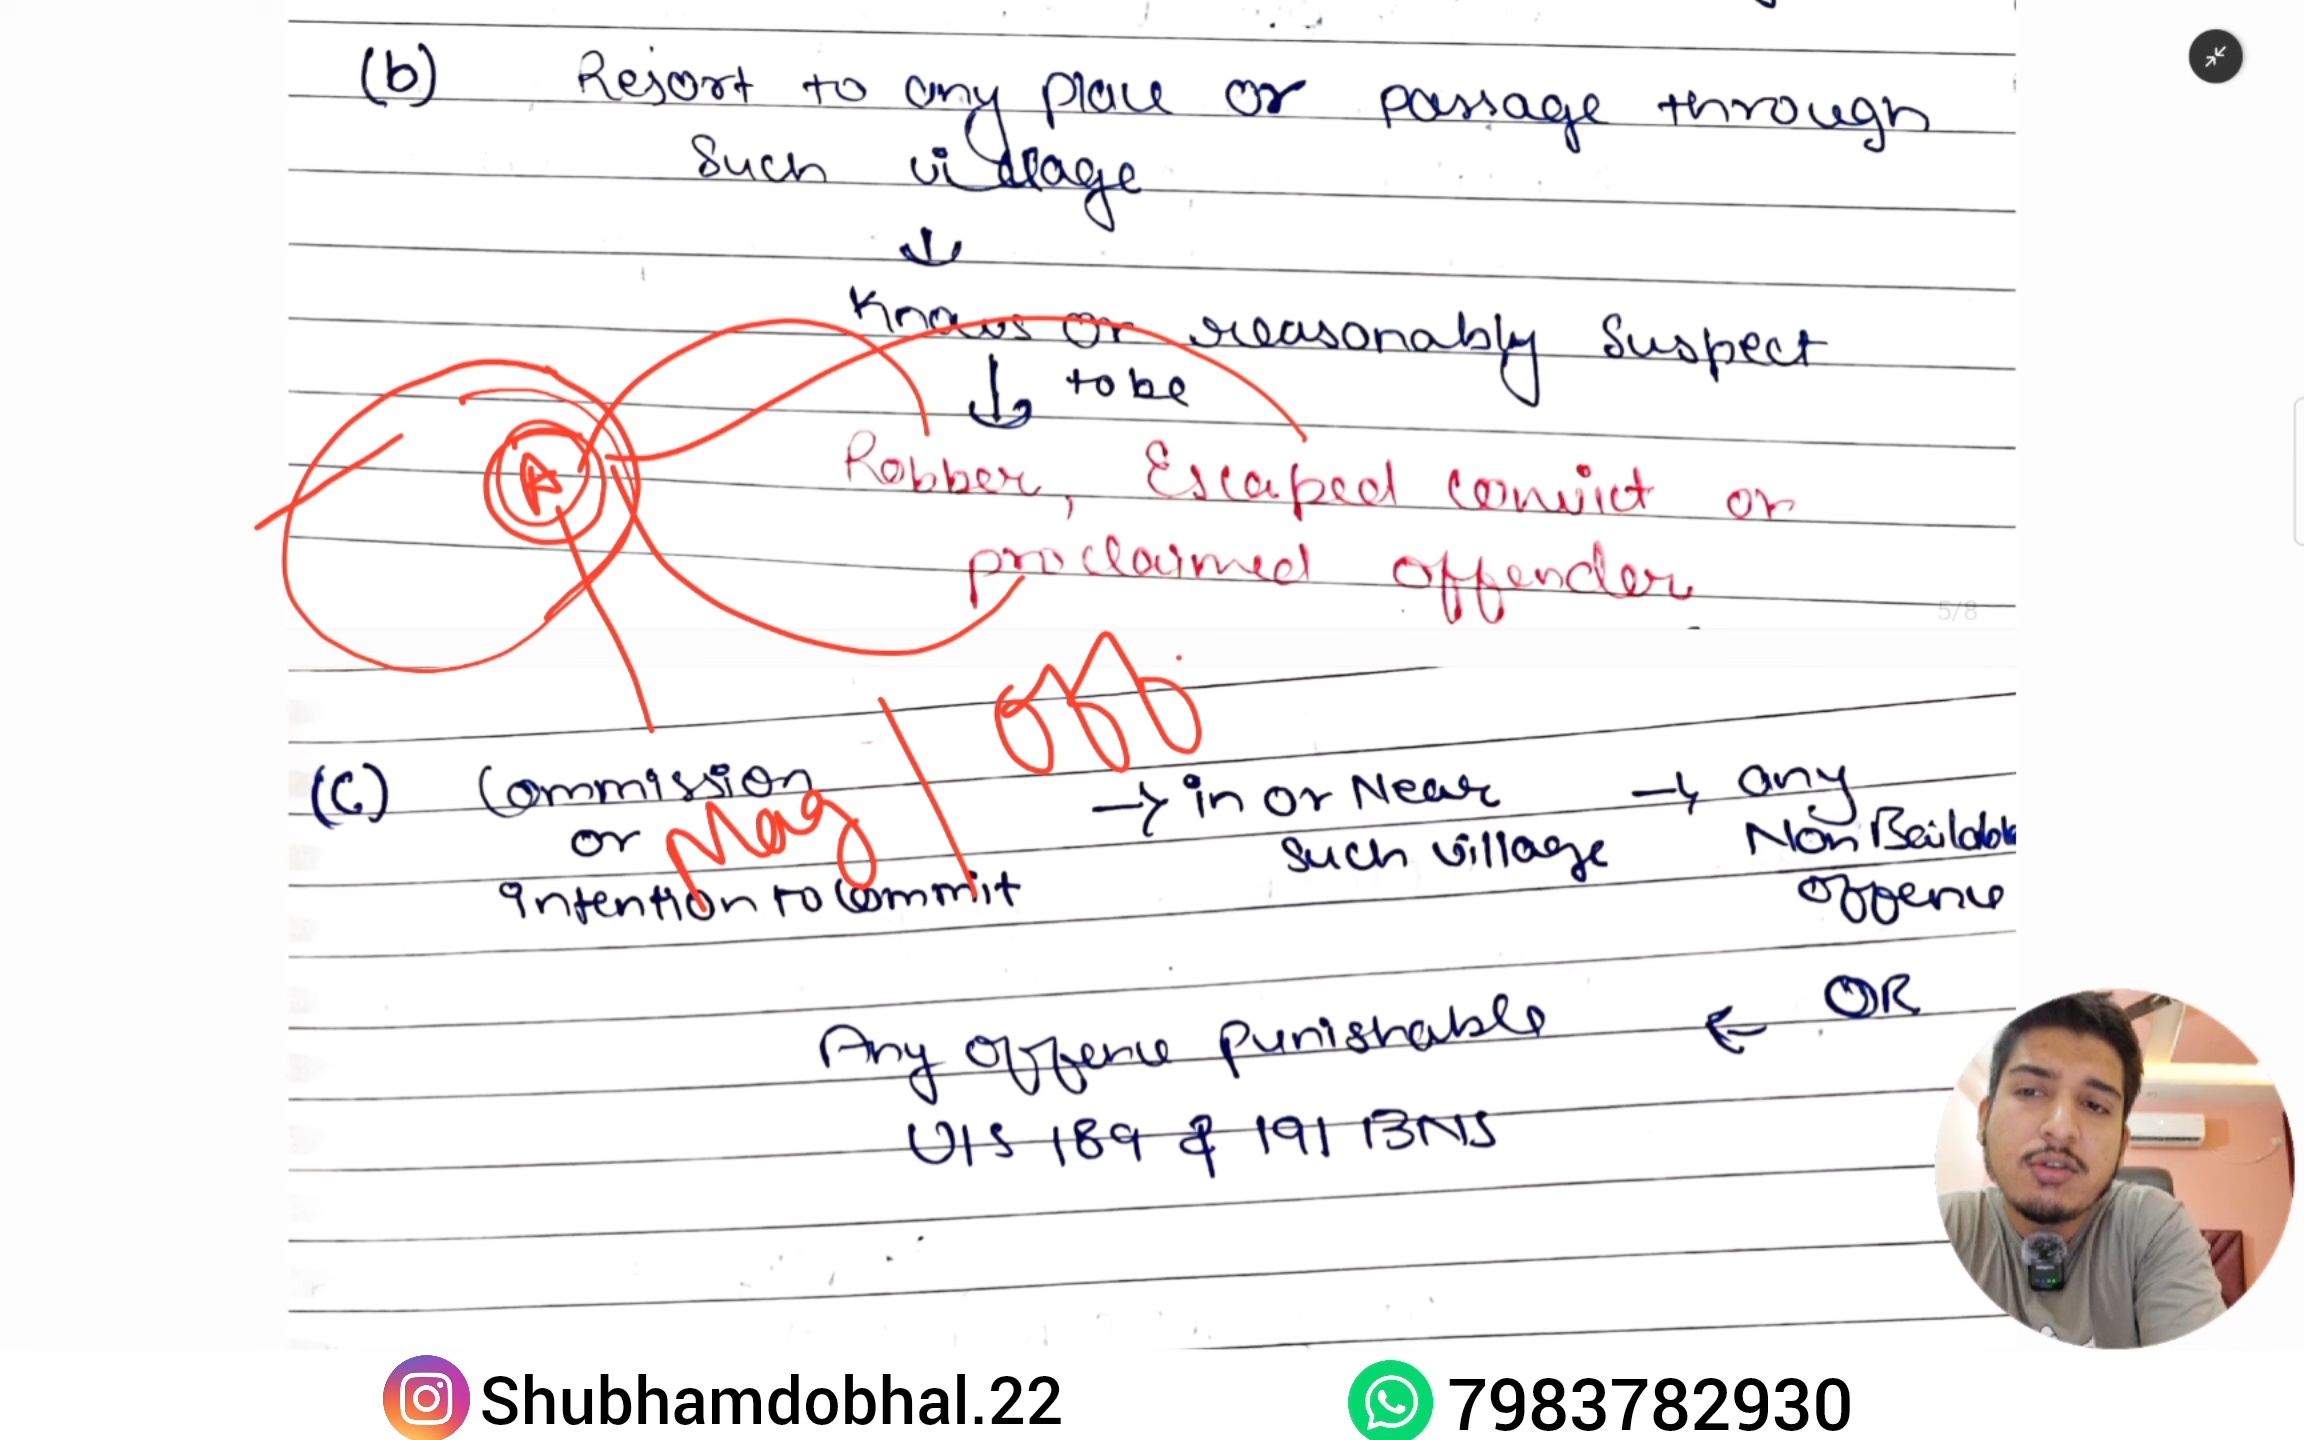 (b) Resort to any place or passage through
such village
↓
Knows or reasonably Suspect
↓ to be
Robber, Escaped convict or
proclaimed offender
A
5/8
Off.
(C) Commission → in or Near → any
or Mag such village Non Bailable
intention to commit offence
OR
Any offence punishable ←
U/S 189 & 191 BNS
Shubhamdobhal.22 7983782930